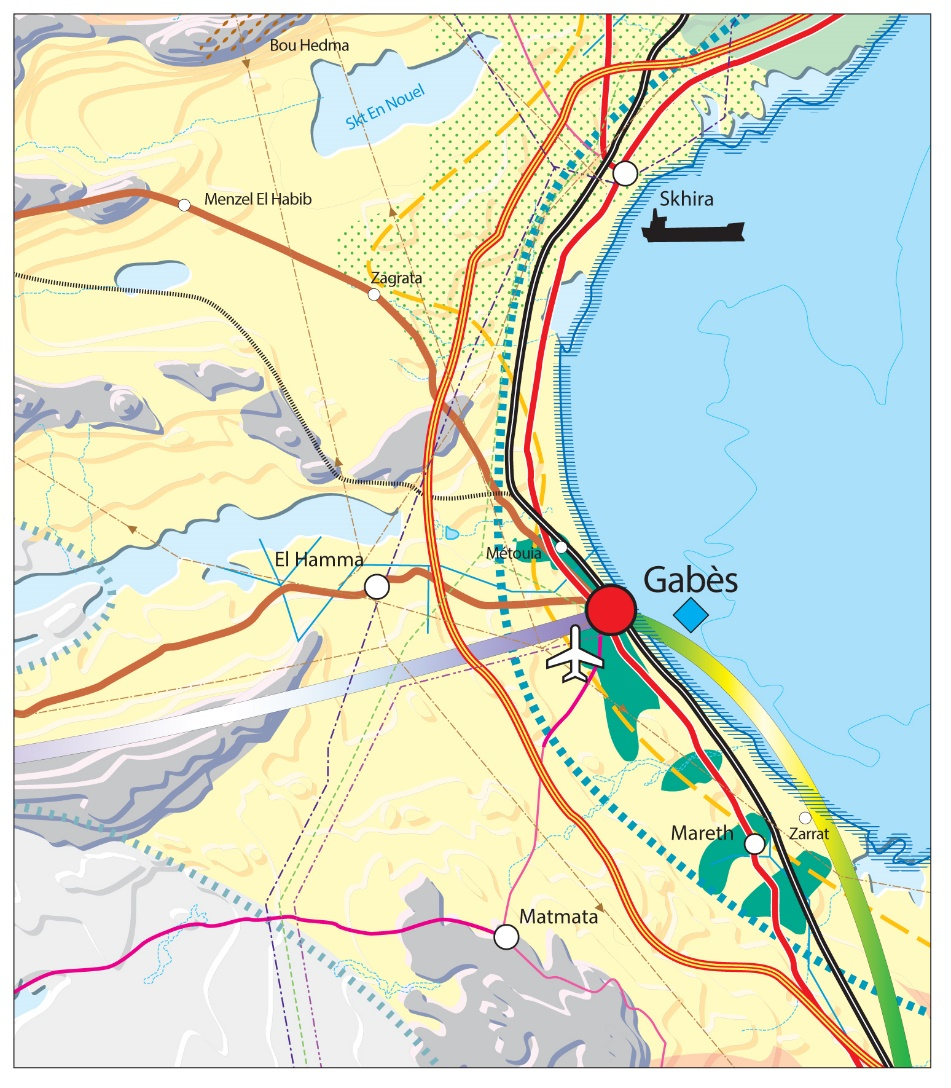 Bou Hedma
Skt En Nouel
Menzel El Habib
Skhira
Zagrata
Métouia
El Hamma
Gabès
Mareth
Zarrat
Matmata